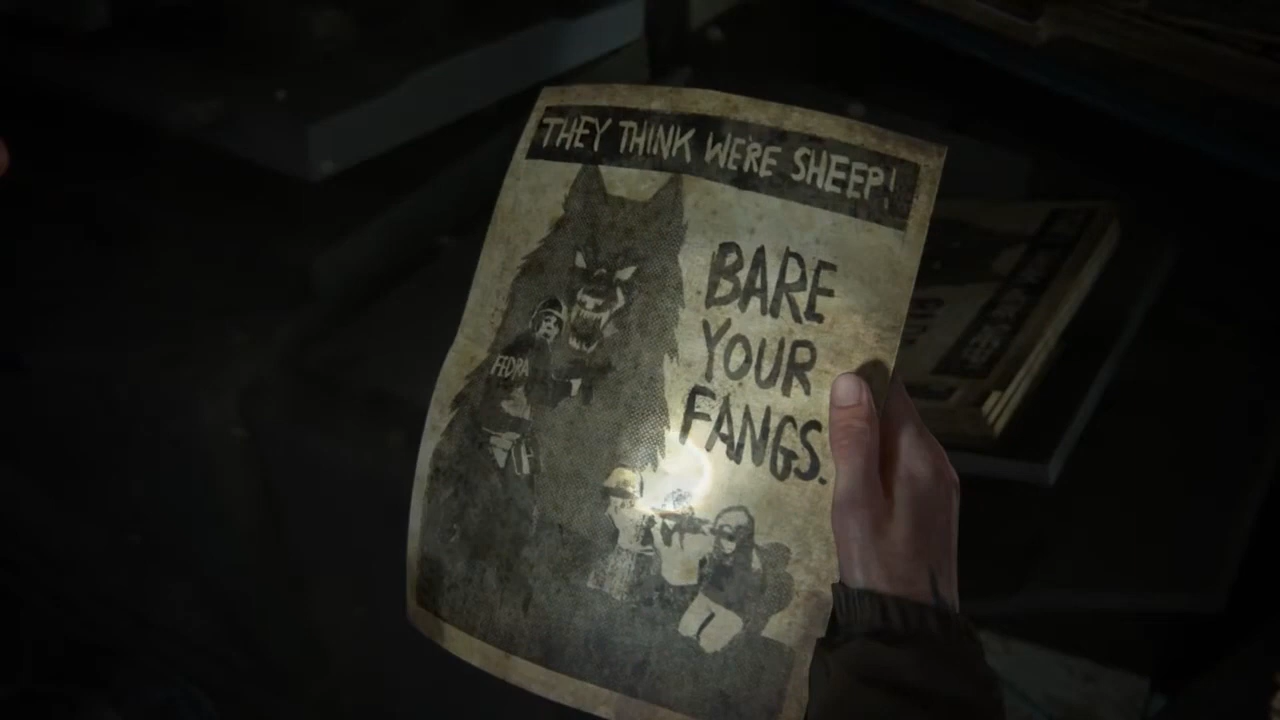 THEY THINK WE'RE SHEEP!
BARE
YOUR
FANGS.
FEDRA